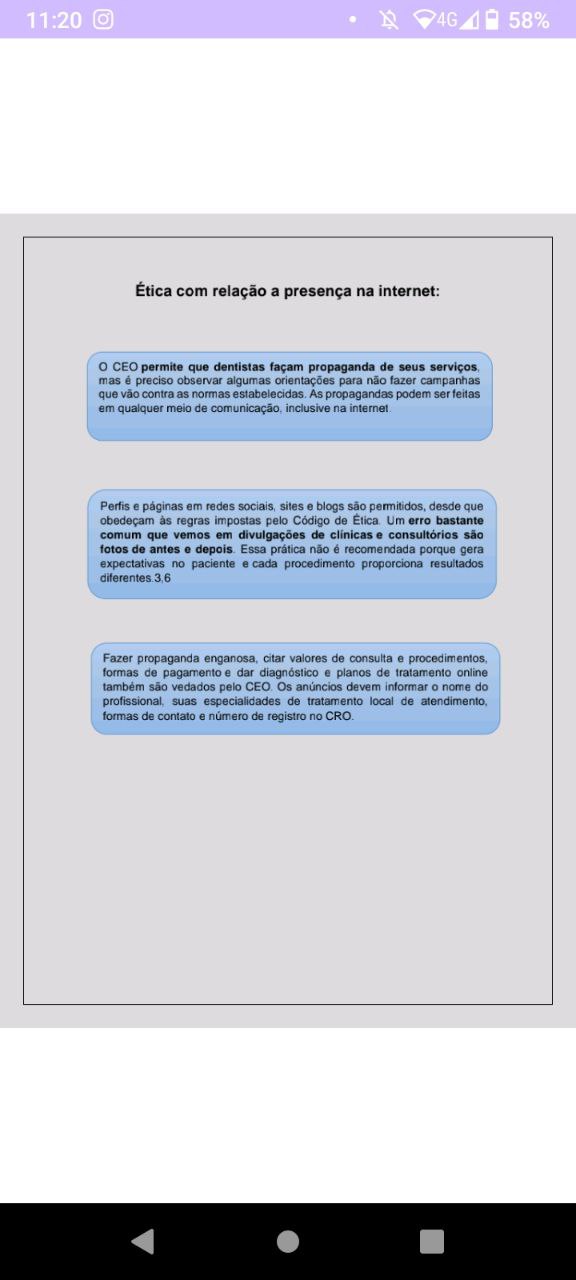 11:20
4G 58%
Ética com relação a presença na internet:
O CEO permite que dentistas façam propaganda de seus serviços,
mas é preciso observar algumas orientações para não fazer campanhas
que vão contra as normas estabelecidas. As propagandas podem ser feitas
em qualquer meio de comunicação, inclusive na internet.
Perfis e páginas em redes sociais, sites e blogs são permitidos, desde que
obedeçam às regras impostas pelo Código de Ética. Um erro bastante
comum que vemos em divulgações de clínicas e consultórios são
fotos de antes e depois. Essa prática não é recomendada porque gera
expectativas no paciente e cada procedimento proporciona resultados
diferentes.3,6
Fazer propaganda enganosa, citar valores de consulta e procedimentos,
formas de pagamento e dar diagnóstico e planos de tratamento online
também são vedados pelo CEO. Os anúncios devem informar o nome do
profissional, suas especialidades de tratamento local de atendimento,
formas de contato e número de registro no CRO.